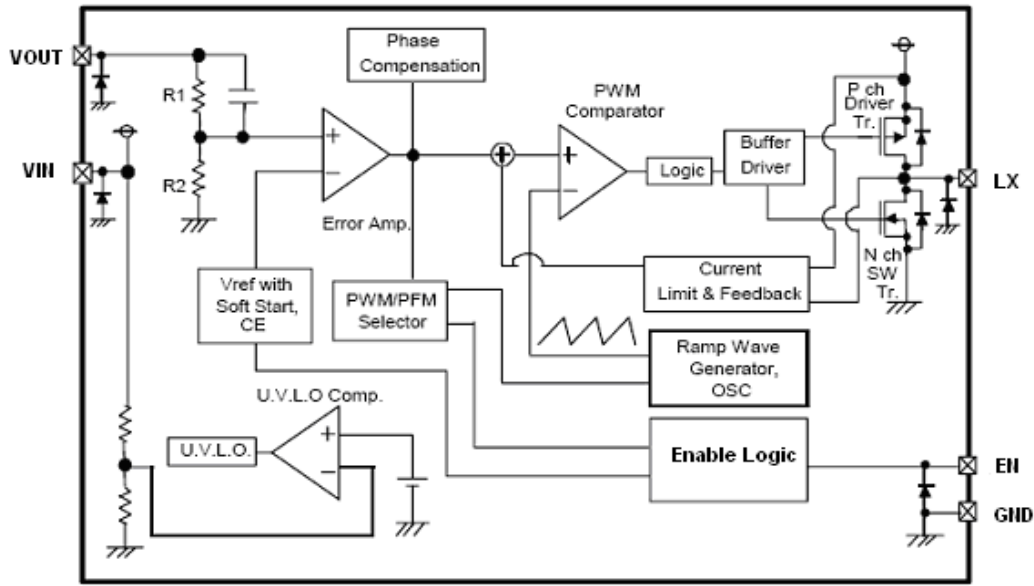 VOUT
VIN
R1
R2
Phase
Compensation
+
−
Error Amp.
Vref with
Soft Start,
CE
PWM/PFM
Selector
+
PWM
Comparator
+
−
Logic
Buffer
Driver
P ch
Driver
Tr.
LX
N ch
SW
Tr.
Current
Limit & Feedback
Ramp Wave
Generator,
OSC
U.V.L.O Comp.
U.V.L.O.
+
−
Enable Logic
EN
GND